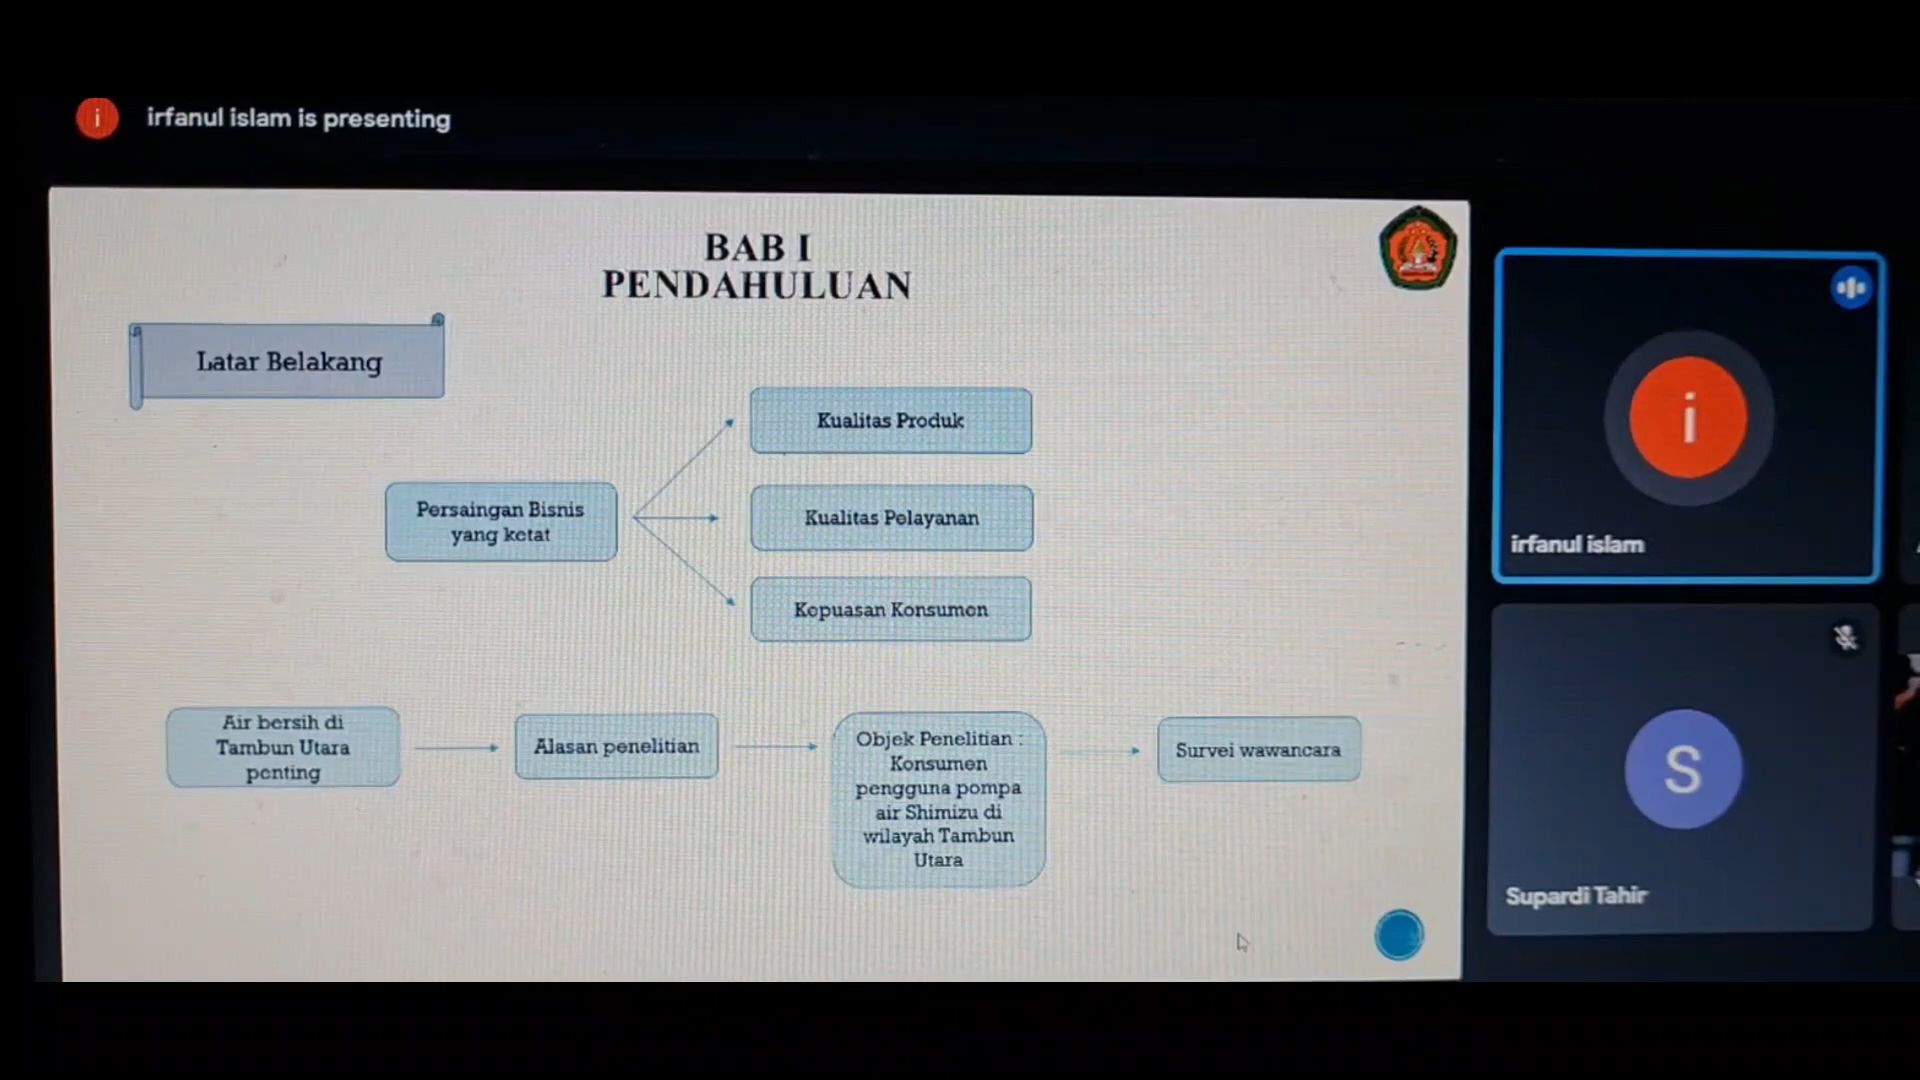 i
irfanul islam is presenting
BAB I
PENDAHULUAN
Latar Belakang
Kualitas Produk
Persaingan Bisnis
yang ketat
Kualitas Pelayanan
Kepuasan Konsumen
Air bersih di
Tambun Utara
penting
Alasan penelitian
Objek Penelitian :
Konsumen
pengguna pompa
air Shimizu di
wilayah Tambun
Utara
Survei wawancara
i
irfanul islam
S
Supardi Tahir